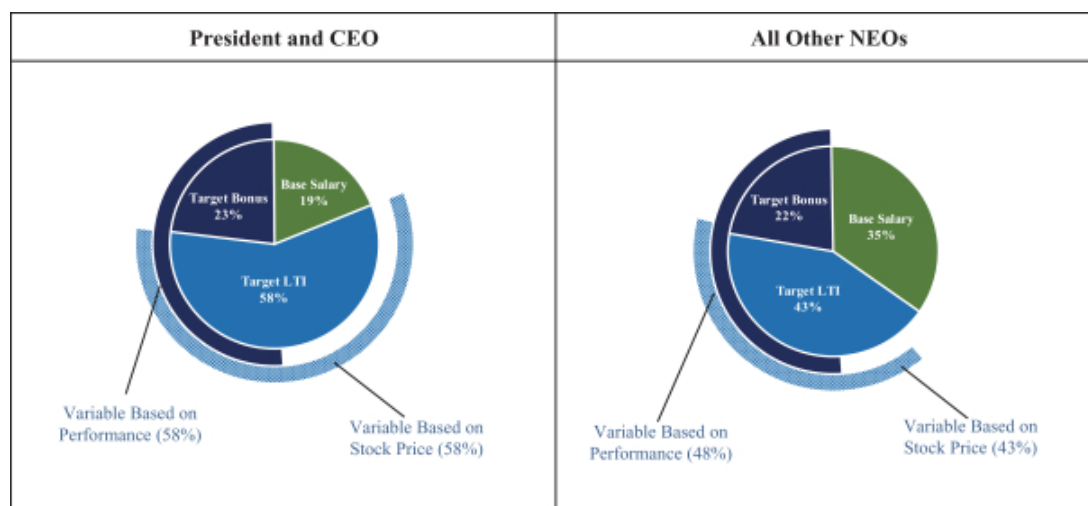 President and CEO
All Other NEOs
Target Bonus
23%
Base Salary
19%
Target LTI
58%
Variable Based on
Performance (58%)
Variable Based on
Stock Price (58%)
Target Bonus
22%
Base Salary
35%
Target LTI
43%
Variable Based on
Performance (48%)
Variable Based on
Stock Price (43%)